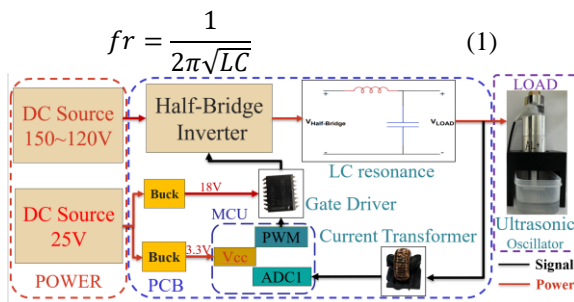 fr = 1 / 2π√LC (1)
DC Source
150~120V
Half-Bridge
Inverter
V Half-Bridge
V LOAD
LC resonance
LOAD
Ultrasonic
Oscillator
DC Source
25V
Buck
18V
Gate Driver
Buck
3.3V
MCU
PWM
Vcc
ADC1
Current Transformer
POWER
PCB
Signal
Power
+
+
-
-